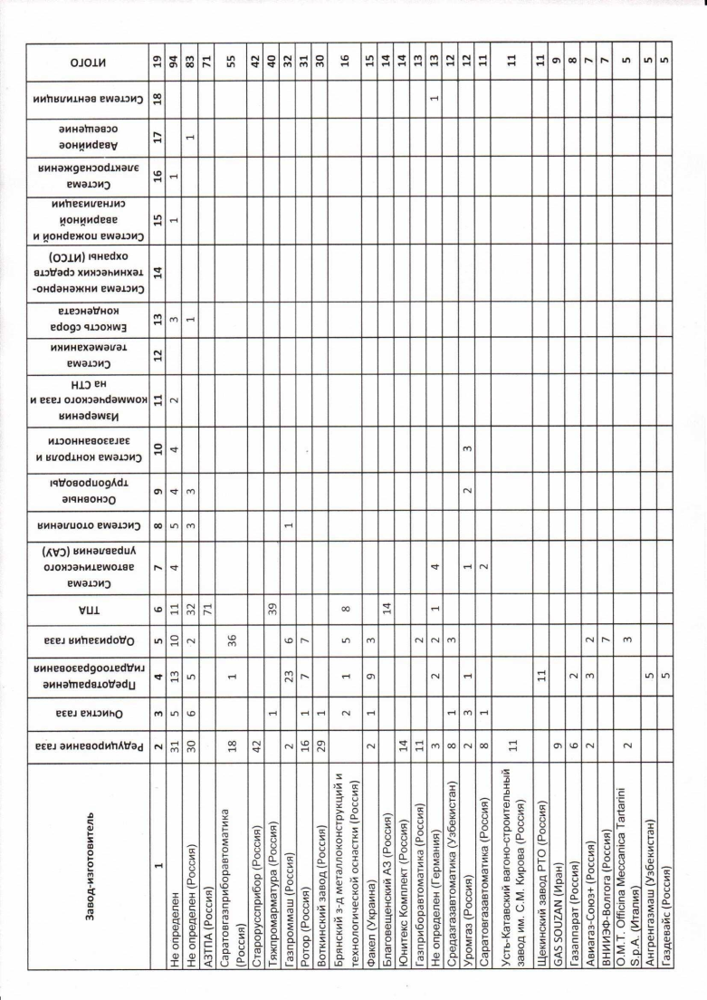 Завод-изготовитель
Редуцирование газа
Очистка газа
Предотвращение
гидратообразования
Одоризация газа
ТПА
Система
автоматического
управления (САУ)
Система отопления
Основные
трубопроводы
Система контроля и
загазованности
Измерения
коммерческого газа и
на СТН
Система
телемеханики
Емкость сбора
конденсата
Система инженерно-
технических средств
охраны (ИТСО)
Система пожарной и
аварийной
сигнализации
Система
электроснабжения
Аварийное
освещение
Система вентиляции
ИТОГО
1 2 3 4 5 6 7 8 9 10 11 12 13 14 15 16 17 18 19
Не определен 31 5 13 10 11 4 5 4 4 2 3 1 1 94
Не определен (Россия) 30 6 5 2 32 3 3 1 1 83
АЗТПА (Россия) 71 71
Саратовгазприборавтоматика
(Россия) 18 1 36 55
Старорусприбор (Россия) 42 42
Тяжпромарматура (Россия) 1 39 40
Газпроммаш (Россия) 2 23 6 1 32
Ротор (Россия) 16 1 7 7 31
Воткинский завод (Россия) 29 1 30
Брянский з-д металлоконструкций и
технологической оснастки (Россия) 2 1 5 8 16
Факел (Украина) 2 1 9 3 15
Благовещенский АЗ (Россия) 14 14
Юнитекс Комплект (Россия) 14 14
Газприборавтоматика (Россия) 11 2 13
Не определен (Германия) 3 2 2 1 4 1 13
Средазгазавтоматика (Узбекистан) 8 1 3 12
Уромгаз (Россия) 2 3 1 1 2 3 12
Саратовгазавтоматика (Россия) 8 1 2 11
Усть-Катавский вагоно-строительный
завод им. С.М. Кирова (Россия) 11 11
Щекинский завод РТО (Россия) 11 11
GAS SOUZAN (Иран) 9 9
Газаппарат (Россия) 6 2 8
Авиагаз-Союз+ (Россия) 2 3 2 7
ВНИИЗО-Волгога (Россия) 7 7
O.M.T. Officina Meccanica Tartarini
S.p.A. (Италия) 2 3 5
Ангренгазмаш (Узбекистан) 5 5
Газдевайс (Россия) 5 5